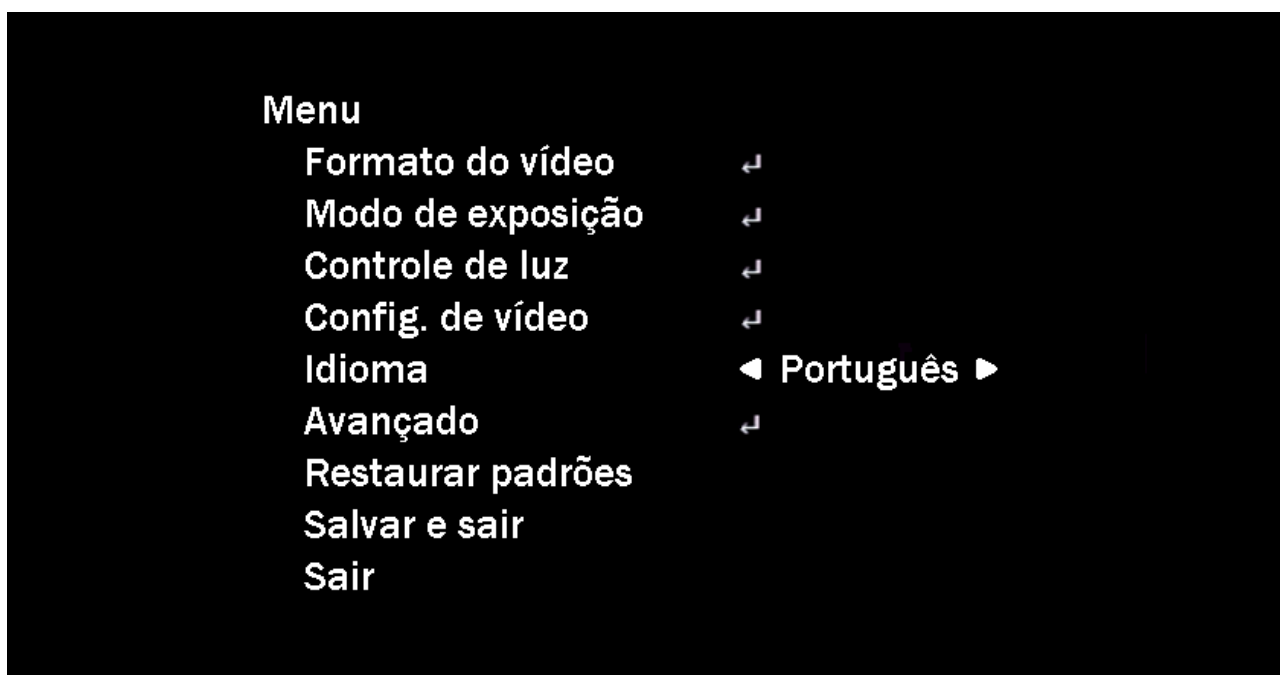 Menu
Formato do vídeo ↵
Modo de exposição ↵
Controle de luz ↵
Config. de vídeo ↵
Idioma ◀ Português ▶
Avançado ↵
Restaurar padrões
Salvar e sair
Sair